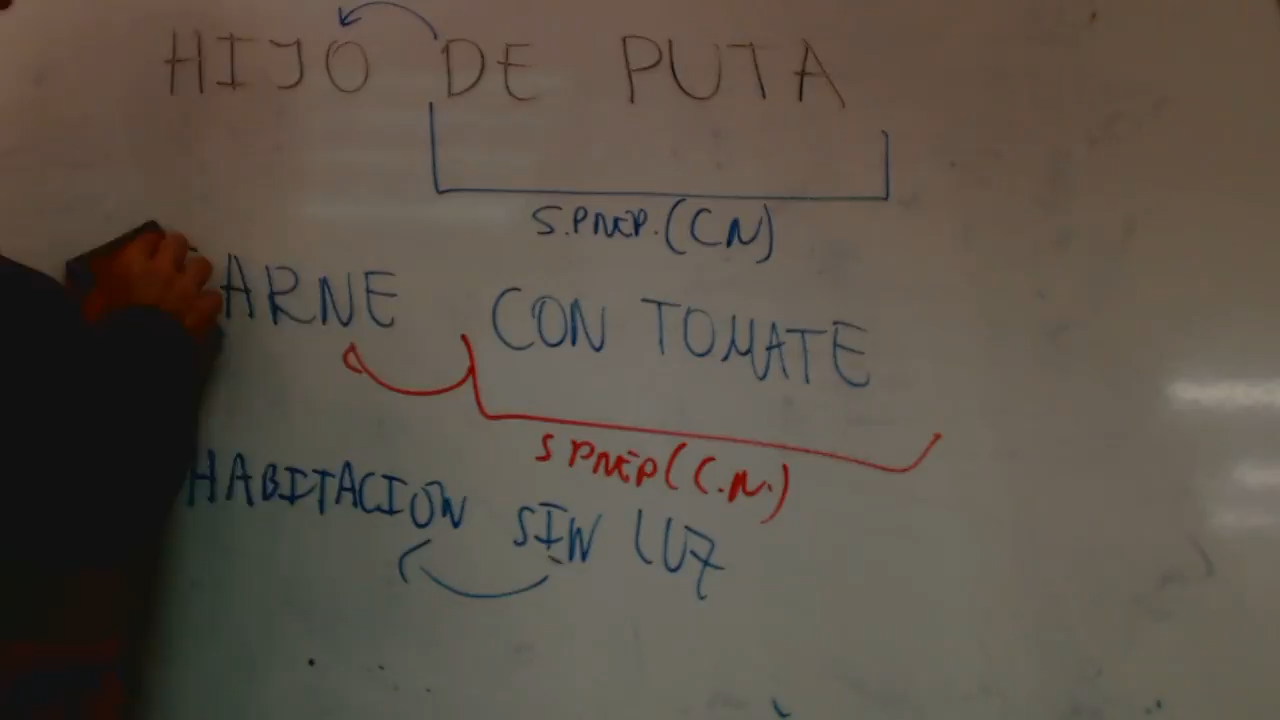 HIJO DE PUTA
S.PREP. (CN)
ARNE CON TOMATE
S PREP (C.N.)
HABITACION SIN LUZ